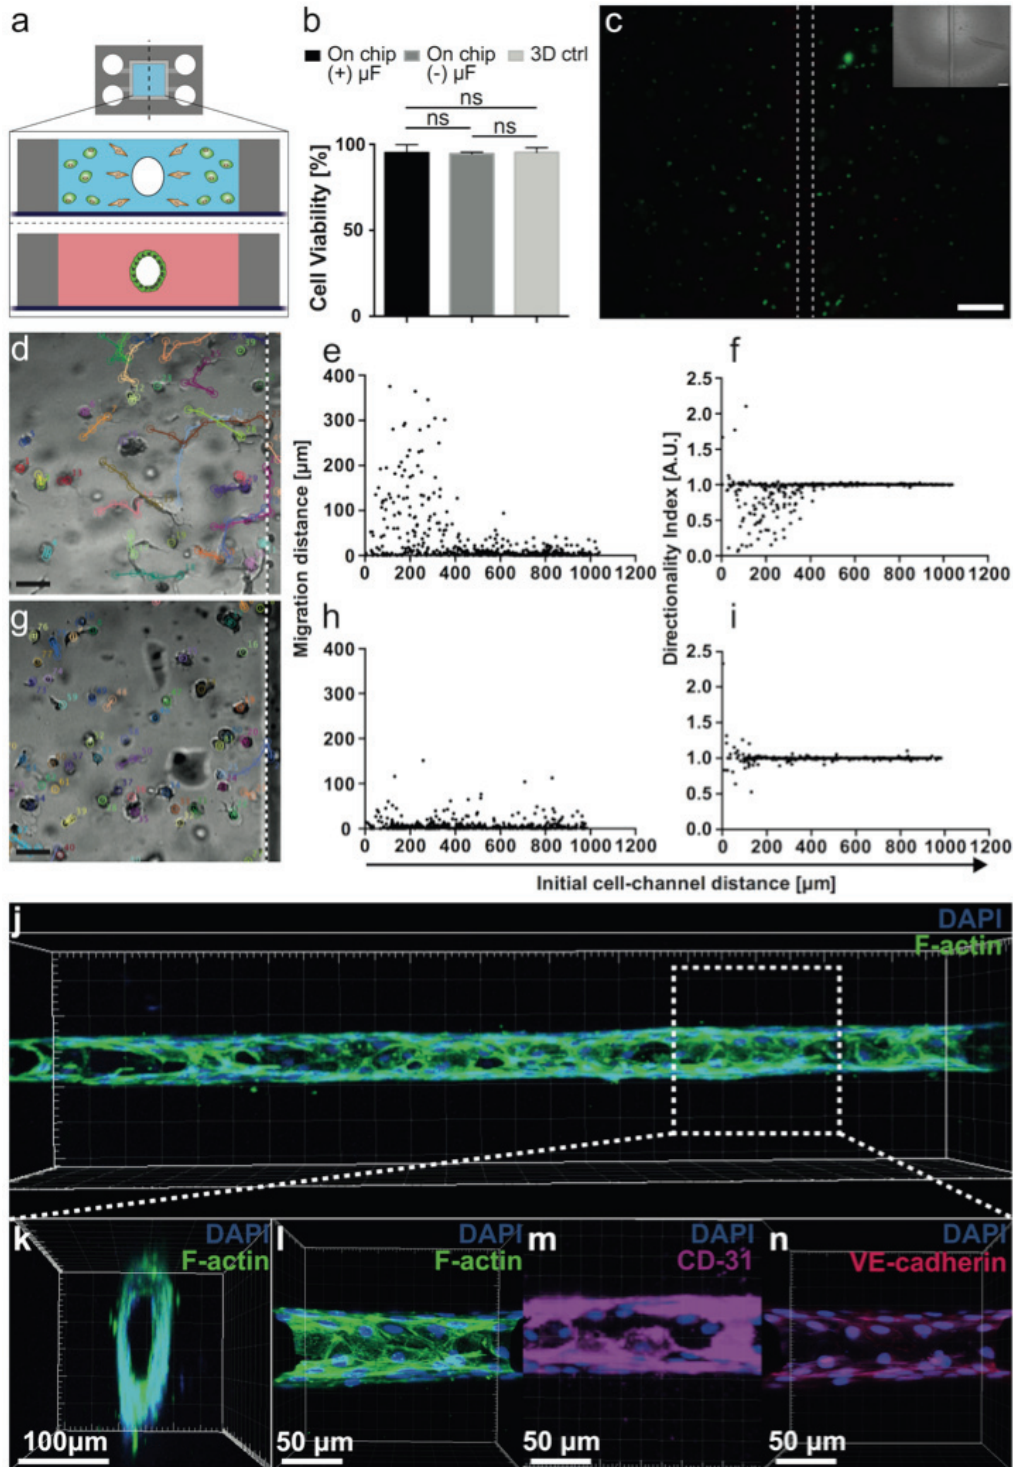 a
b
On chip
(+) µF
On chip
(-) µF
3D ctrl
ns
ns
ns
Cell Viability [%]
100
50
0
c
d
e
Migration distance [µm]
400
300
200
100
0
0 200 400 600 800 1000 1200
f
Directionality Index [A.U.]
2.5
2.0
1.5
1.0
0.5
0.0
0 200 400 600 800 1000 1200
g
h
400
300
200
100
0
0 200 400 600 800 1000 1200
i
2.5
2.0
1.5
1.0
0.5
0.0
0 200 400 600 800 1000 1200
Initial cell-channel distance [µm]
j
DAPI
F-actin
k
DAPI
F-actin
100µm
l
DAPI
F-actin
50 µm
m
DAPI
CD-31
50 µm
n
DAPI
VE-cadherin
50 µm